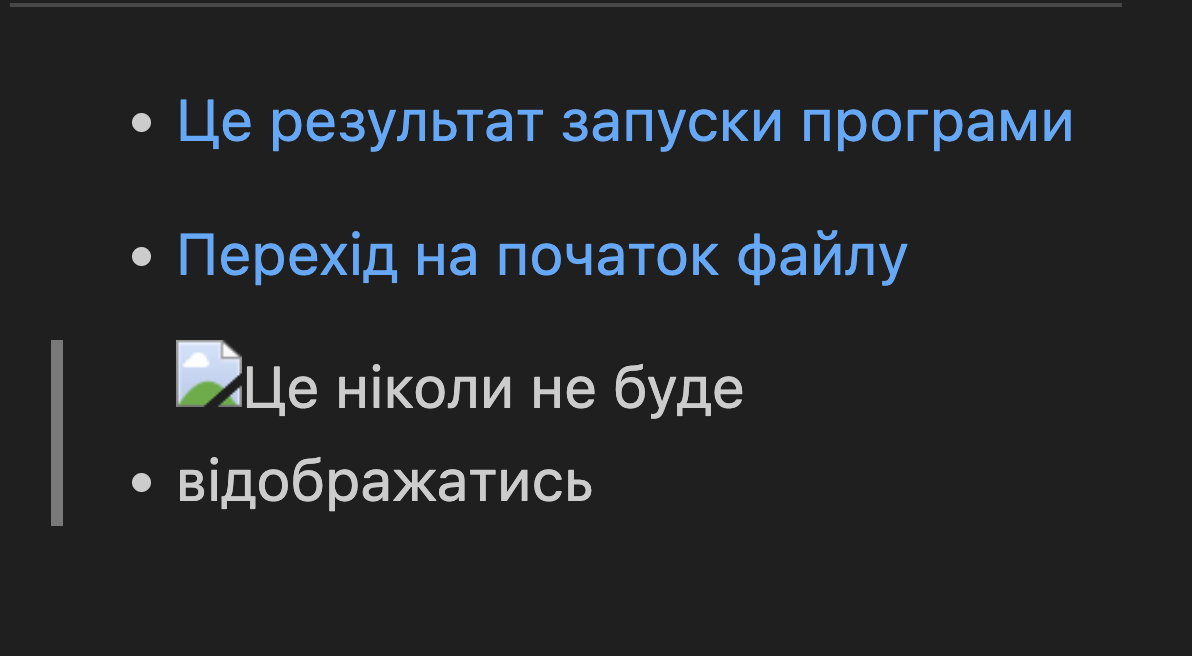 Це результат запуски програми
Перехід на початок файлу
Це ніколи не буде
відображатись